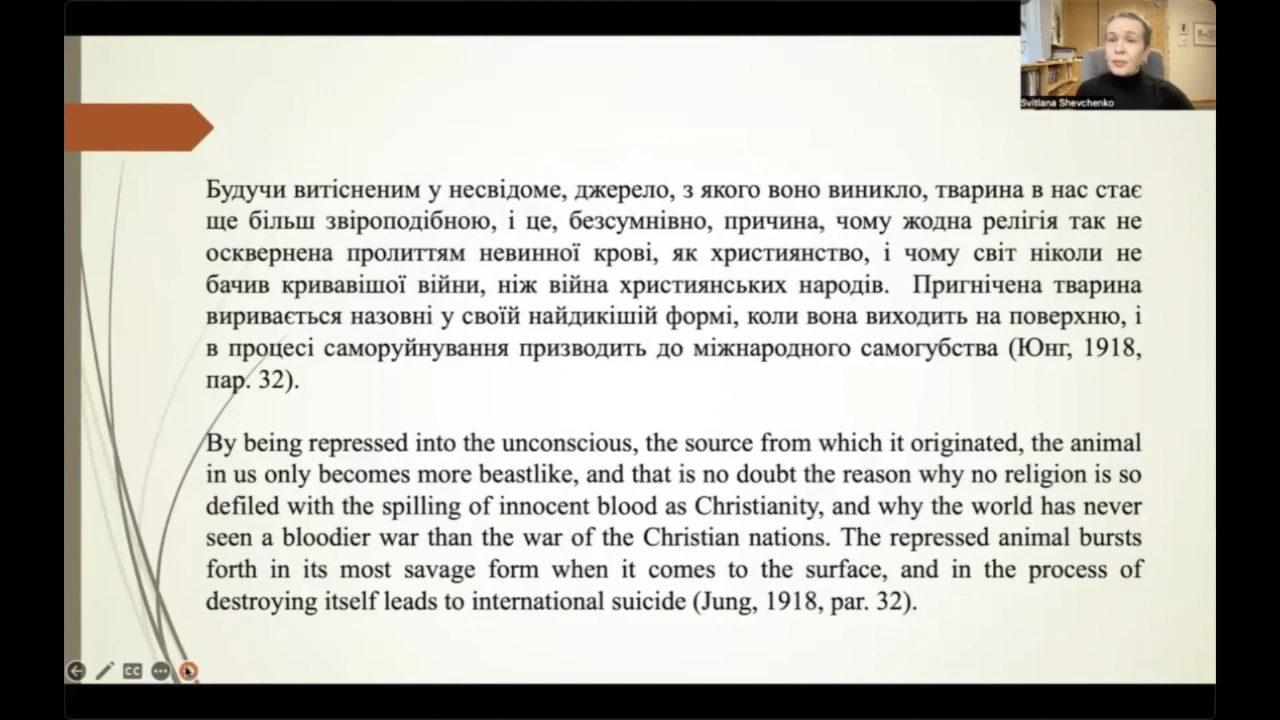 Svitlana Shevchenko
Будучи витісненим у несвідоме, джерело, з якого воно виникло, тварина в нас стає
ще більш звіроподібною, і це, безсумнівно, причина, чому жодна релігія так не
осквернена пролиттям невинної крові, як християнство, і чому світ ніколи не
бачив кривавішої війни, ніж війна християнських народів. Пригнічена тварина
виривається назовні у своїй найдикішій формі, коли вона виходить на поверхню, і
в процесі саморуйнування призводить до міжнародного самогубства (Юнг, 1918,
пар. 32).
By being repressed into the unconscious, the source from which it originated, the animal
in us only becomes more beastlike, and that is no doubt the reason why no religion is so
defiled with the spilling of innocent blood as Christianity, and why the world has never
seen a bloodier war than the war of the Christian nations. The repressed animal bursts
forth in its most savage form when it comes to the surface, and in the process of
destroying itself leads to international suicide (Jung, 1918, par. 32).
CC